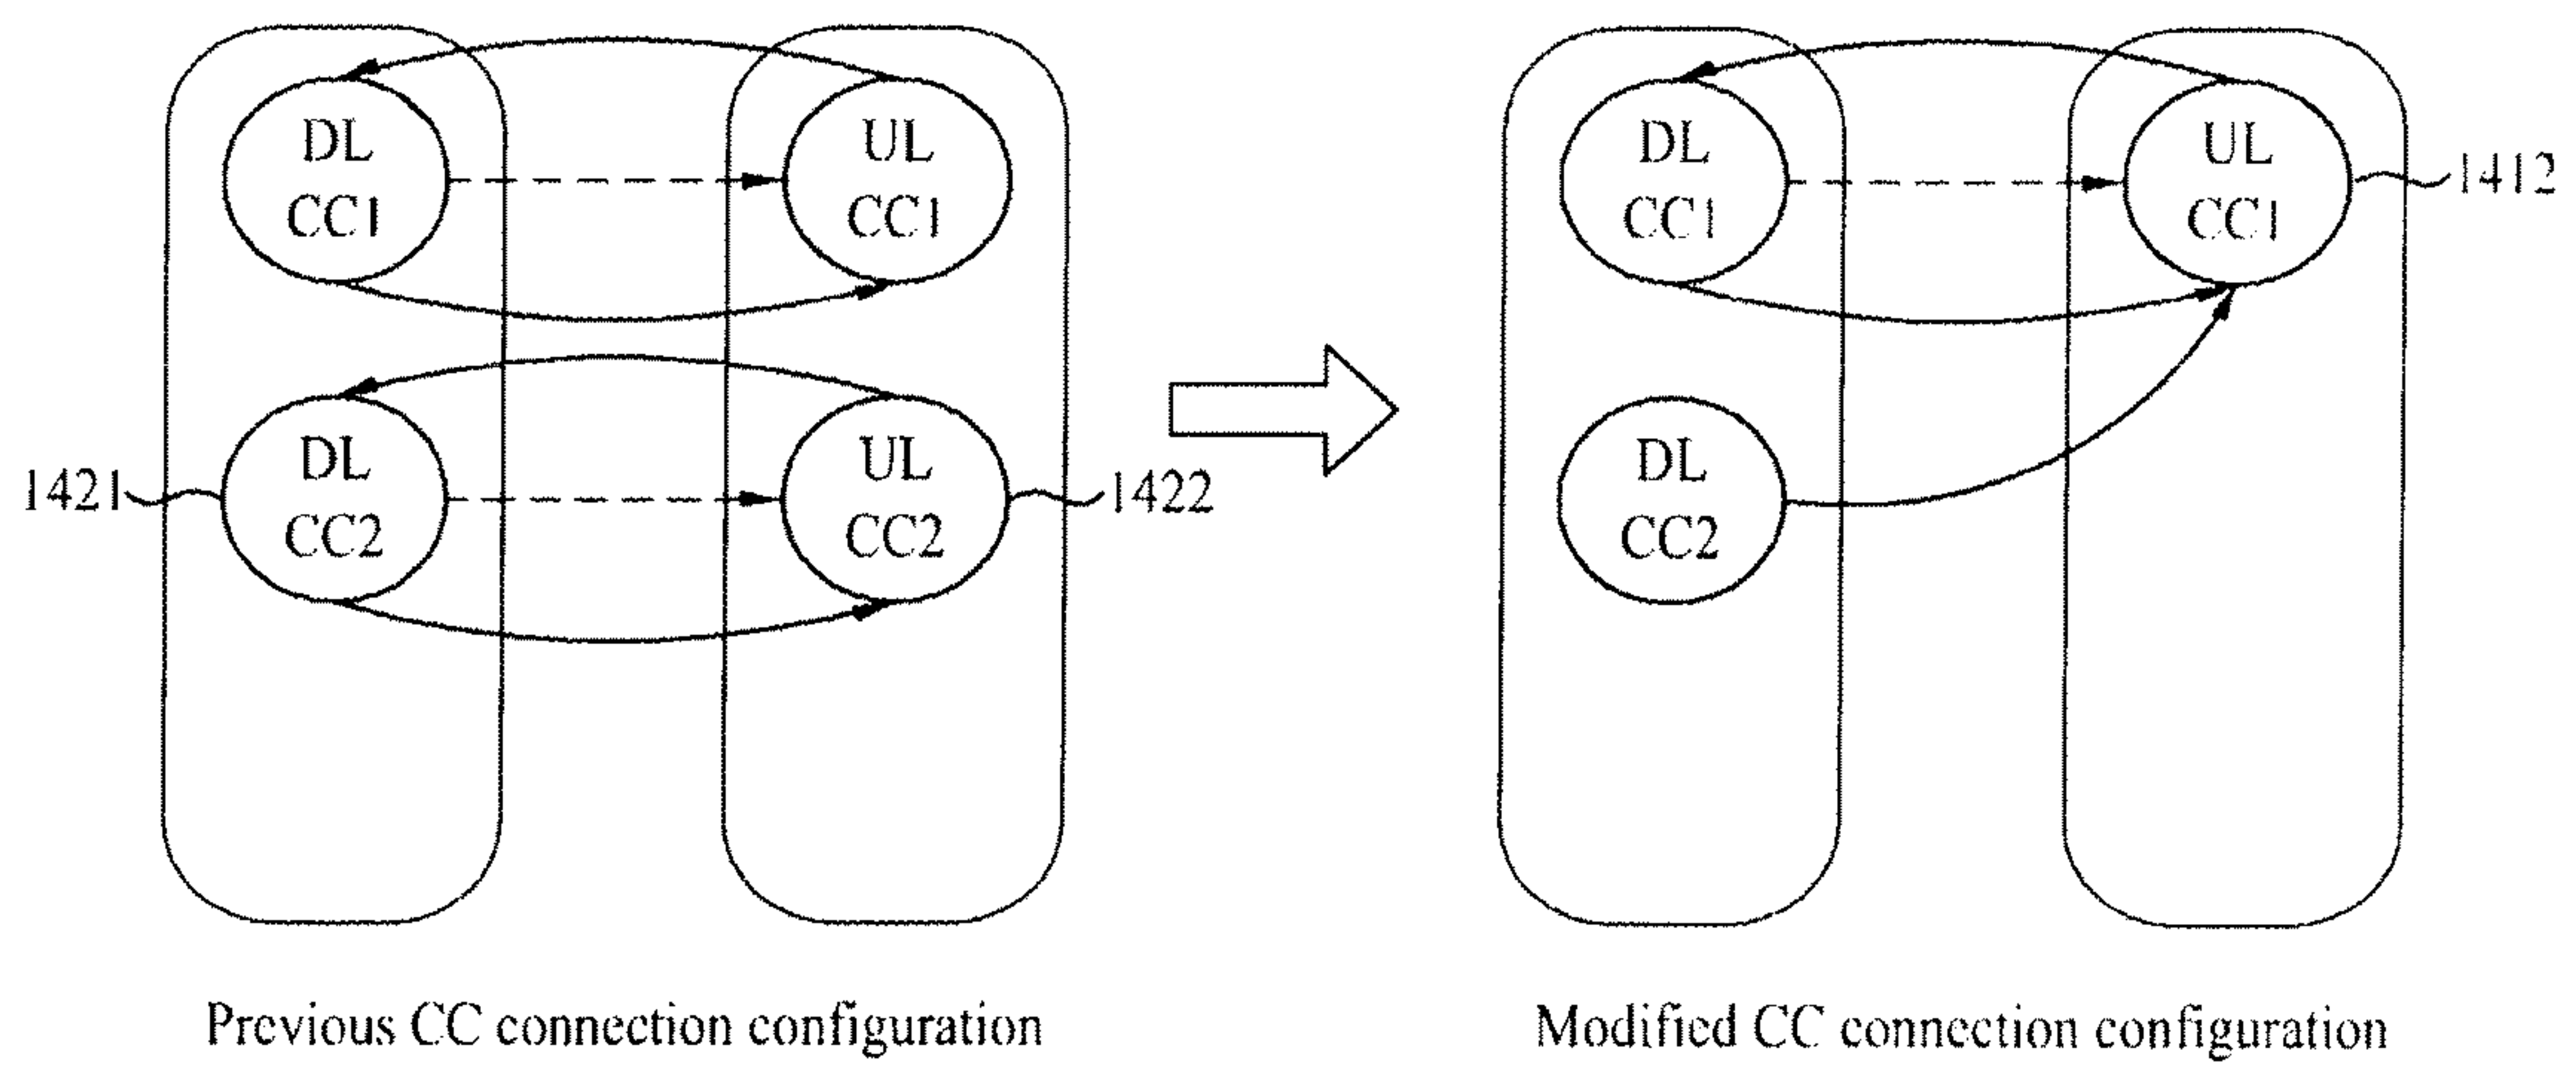 DL
CC1
UL
CC1
DL
CC2
UL
CC2
1421
1422
DL
CC1
UL
CC1
1412
DL
CC2
Previous CC connection configuration
Modified CC connection configuration